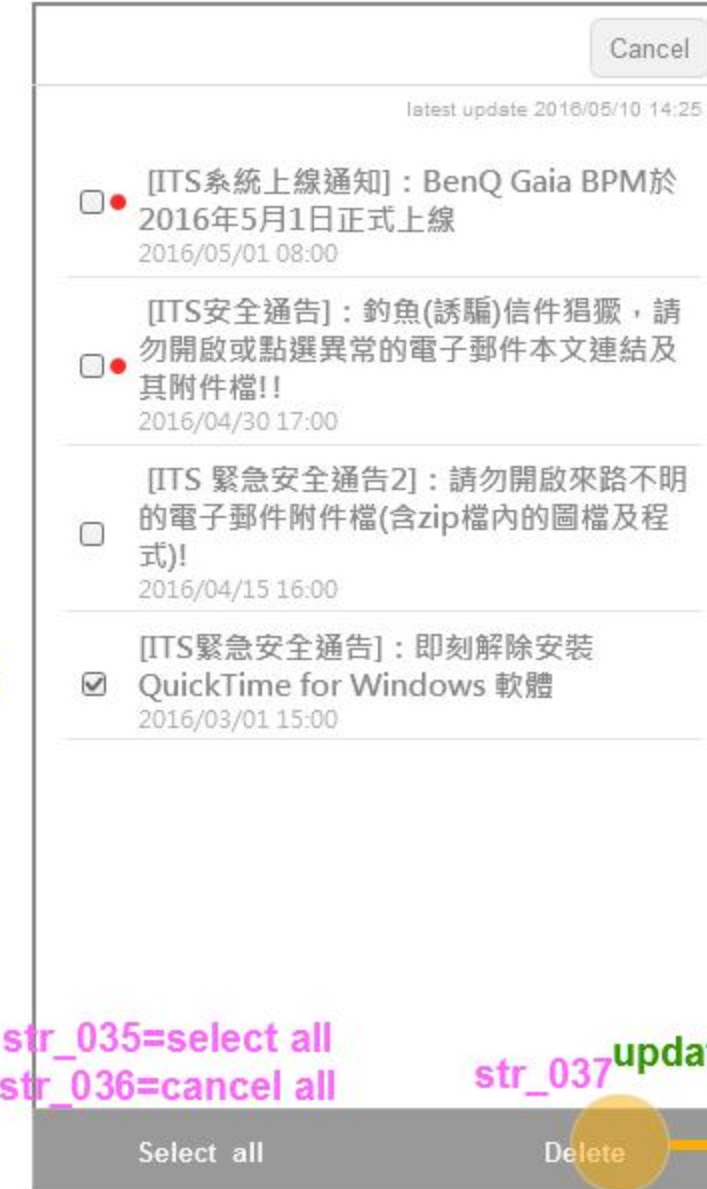 Cancel
latest update 2016/05/10 14:25
[ITS系統上線通知]：BenQ Gaia BPM於
2016年5月1日正式上線
2016/05/01 08:00
[ITS安全通告]：釣魚(誘騙)信件猖獗，請
勿開啟或點選異常的電子郵件本文連結及
其附件檔!!
2016/04/30 17:00
[ITS 緊急安全通告2]：請勿開啟來路不明
的電子郵件附件檔(含zip檔內的圖檔及程
式)!
2016/04/15 16:00
[ITS緊急安全通告]：即刻解除安裝
QuickTime for Windows 軟體
2016/03/01 15:00
str_035=select all
str_036=cancel all
str_037
Select all
Delete